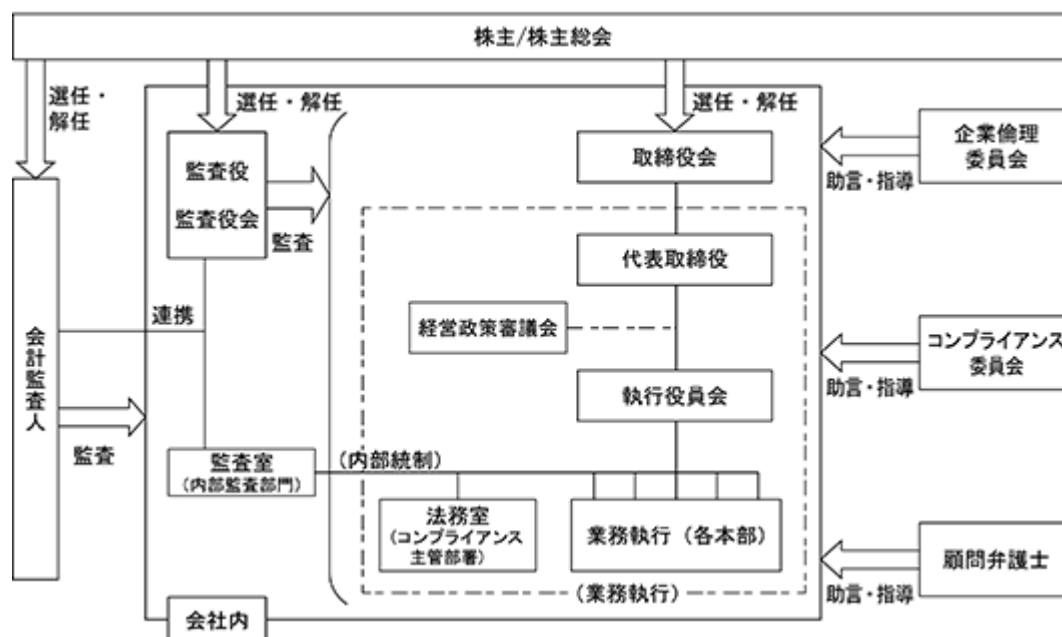 株主/株主総会
選任・
解任
選任・解任
選任・解任
監査役
監査役会
監査
取締役会
企業倫理
委員会
助言・指導
代表取締役
連携
経営政策審議会
コンプライアンス
委員会
助言・指導
会計監査人
執行役員会
監査
監査室
(内部監査部門)
(内部統制)
法務室
(コンプライアンス
主管部署)
業務執行(各本部)
顧問弁護士
助言・指導
(業務執行)
会社内